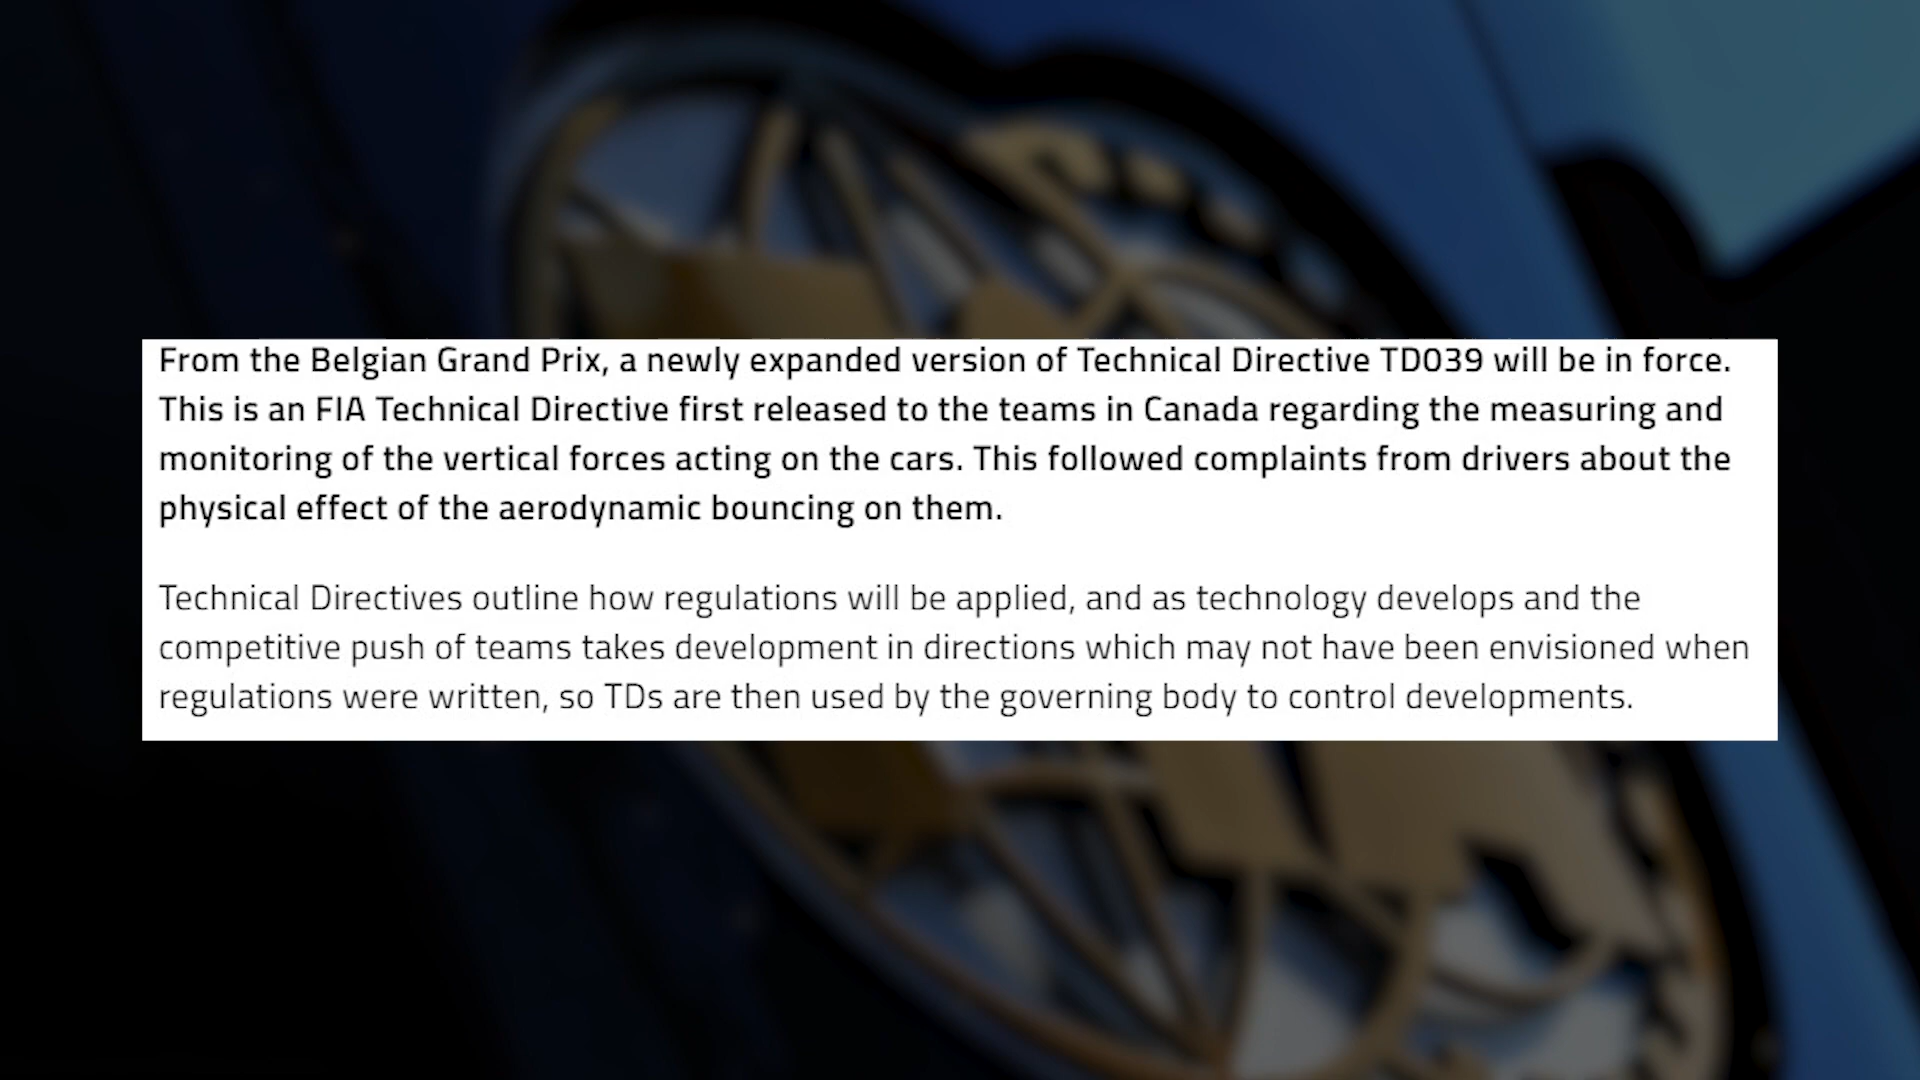 From the Belgian Grand Prix, a newly expanded version of Technical Directive TD039 will be in force.
This is an FIA Technical Directive first released to the teams in Canada regarding the measuring and
monitoring of the vertical forces acting on the cars. This followed complaints from drivers about the
physical effect of the aerodynamic bouncing on them.
Technical Directives outline how regulations will be applied, and as technology develops and the
competitive push of teams takes development in directions which may not have been envisioned when
regulations were written, so TDs are then used by the governing body to control developments.